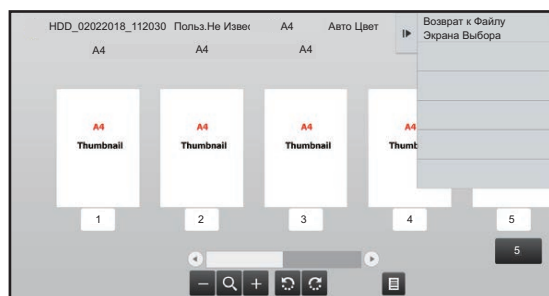 HDD_02022018_112030 Польз.Не Извес A4 Авто Цвет
A4 A4 A4
Возврат к Файлу
Экрана Выбора
A4 A4 A4 A4
Thumbnail Thumbnail Thumbnail Thumb
1 2 3 4 5
5